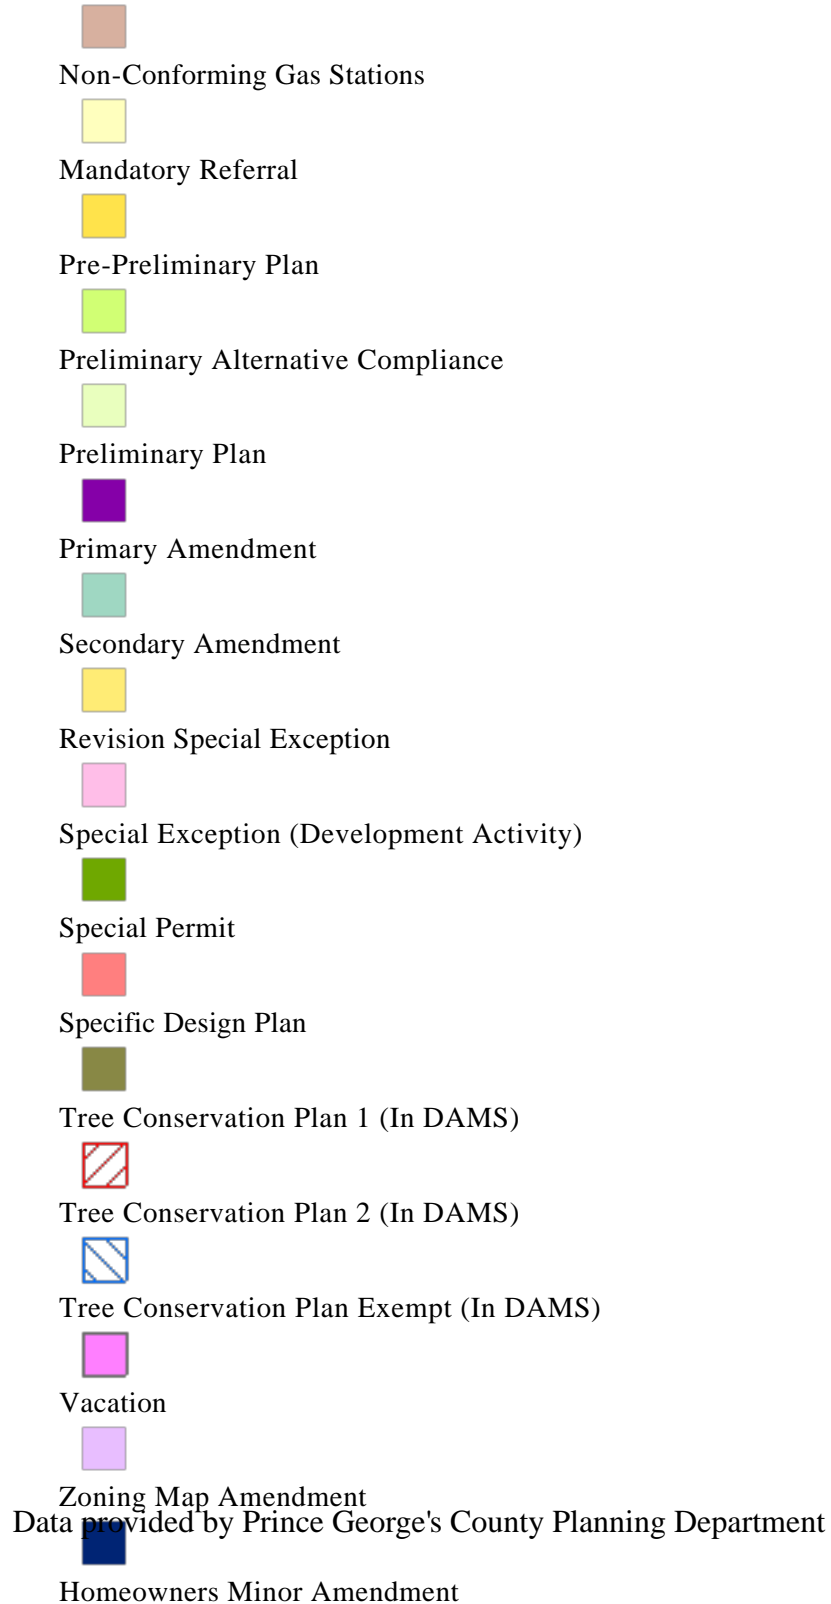 Non-Conforming Gas Stations
Mandatory Referral
Pre-Preliminary Plan
Preliminary Alternative Compliance
Preliminary Plan
Primary Amendment
Secondary Amendment
Revision Special Exception
Special Exception (Development Activity)
Special Permit
Specific Design Plan
Tree Conservation Plan 1 (In DAMS)
Tree Conservation Plan 2 (In DAMS)
Tree Conservation Plan Exempt (In DAMS)
Vacation
Zoning Map Amendment
Data provided by Prince George's County Planning Department
Homeowners Minor Amendment